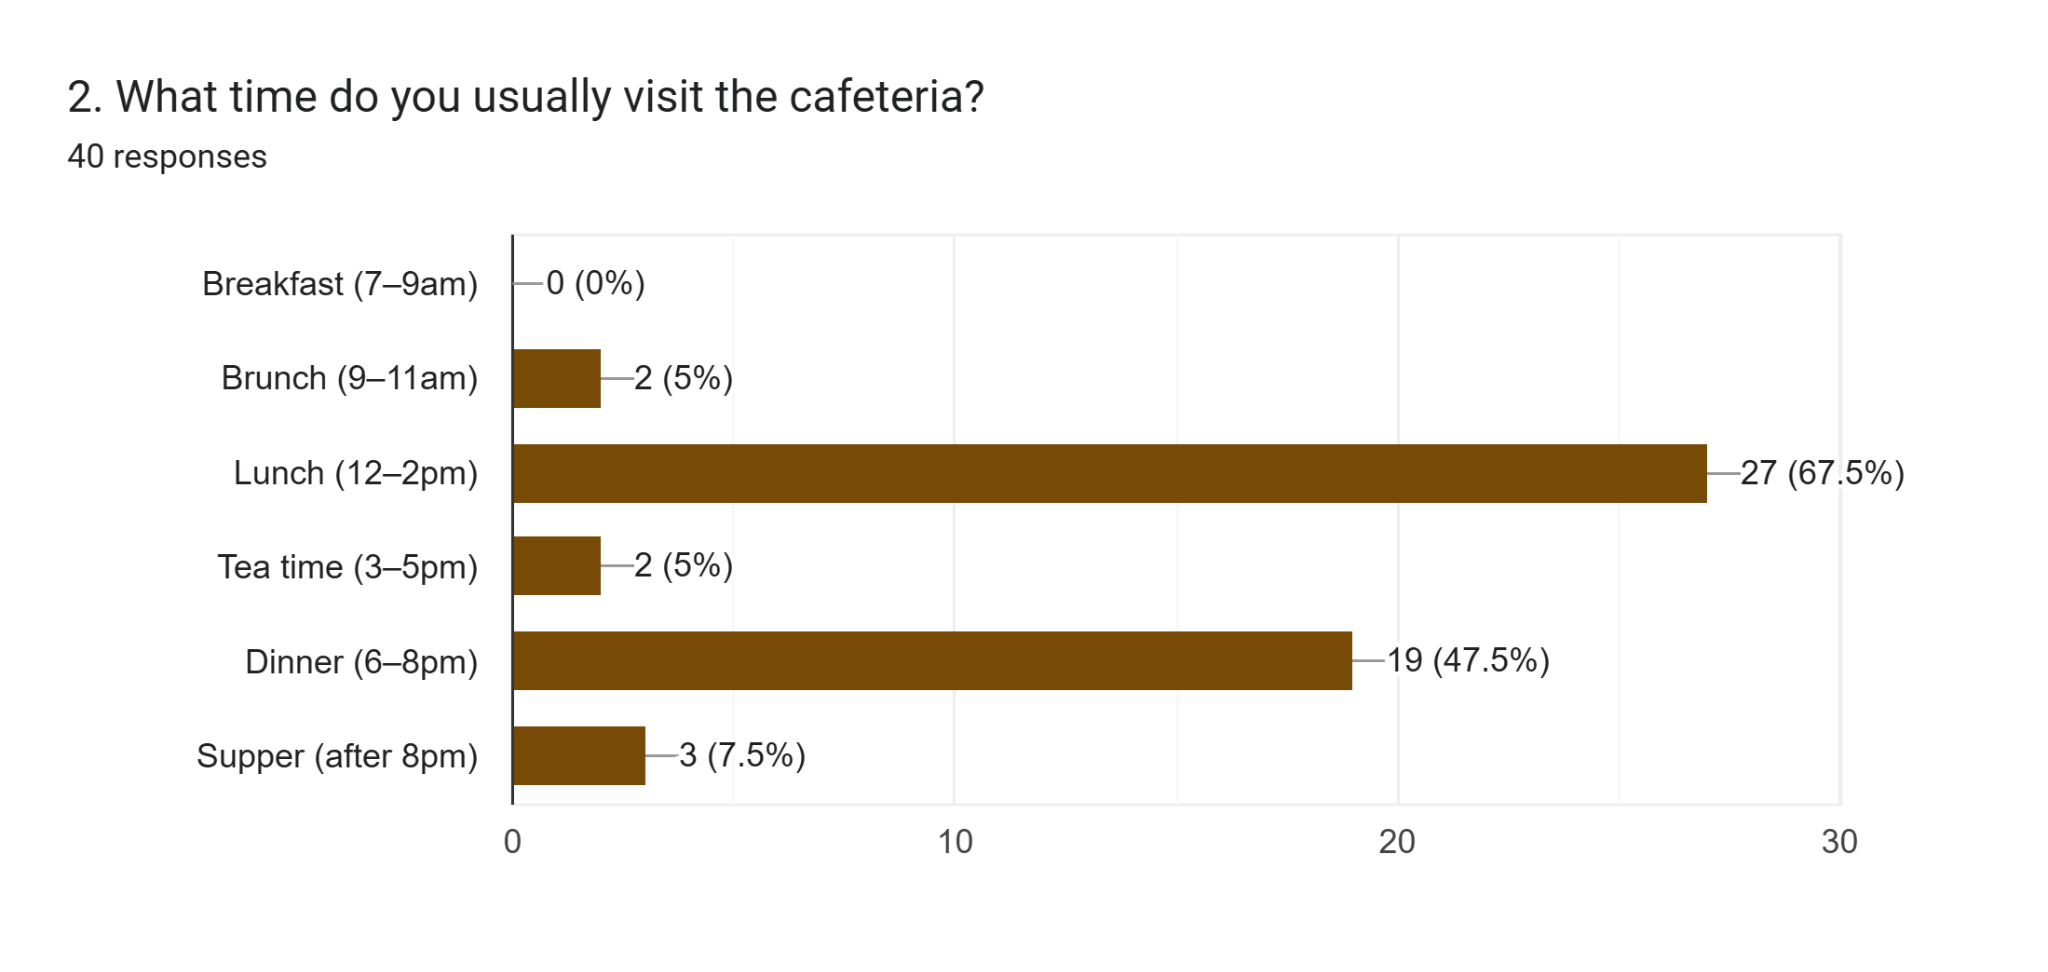 2. What time do you usually visit the cafeteria?
40 responses
Breakfast (7–9am) 0 (0%)
Brunch (9–11am) 2 (5%)
Lunch (12–2pm) 27 (67.5%)
Tea time (3–5pm) 2 (5%)
Dinner (6–8pm) 19 (47.5%)
Supper (after 8pm) 3 (7.5%)
0 10 20 30